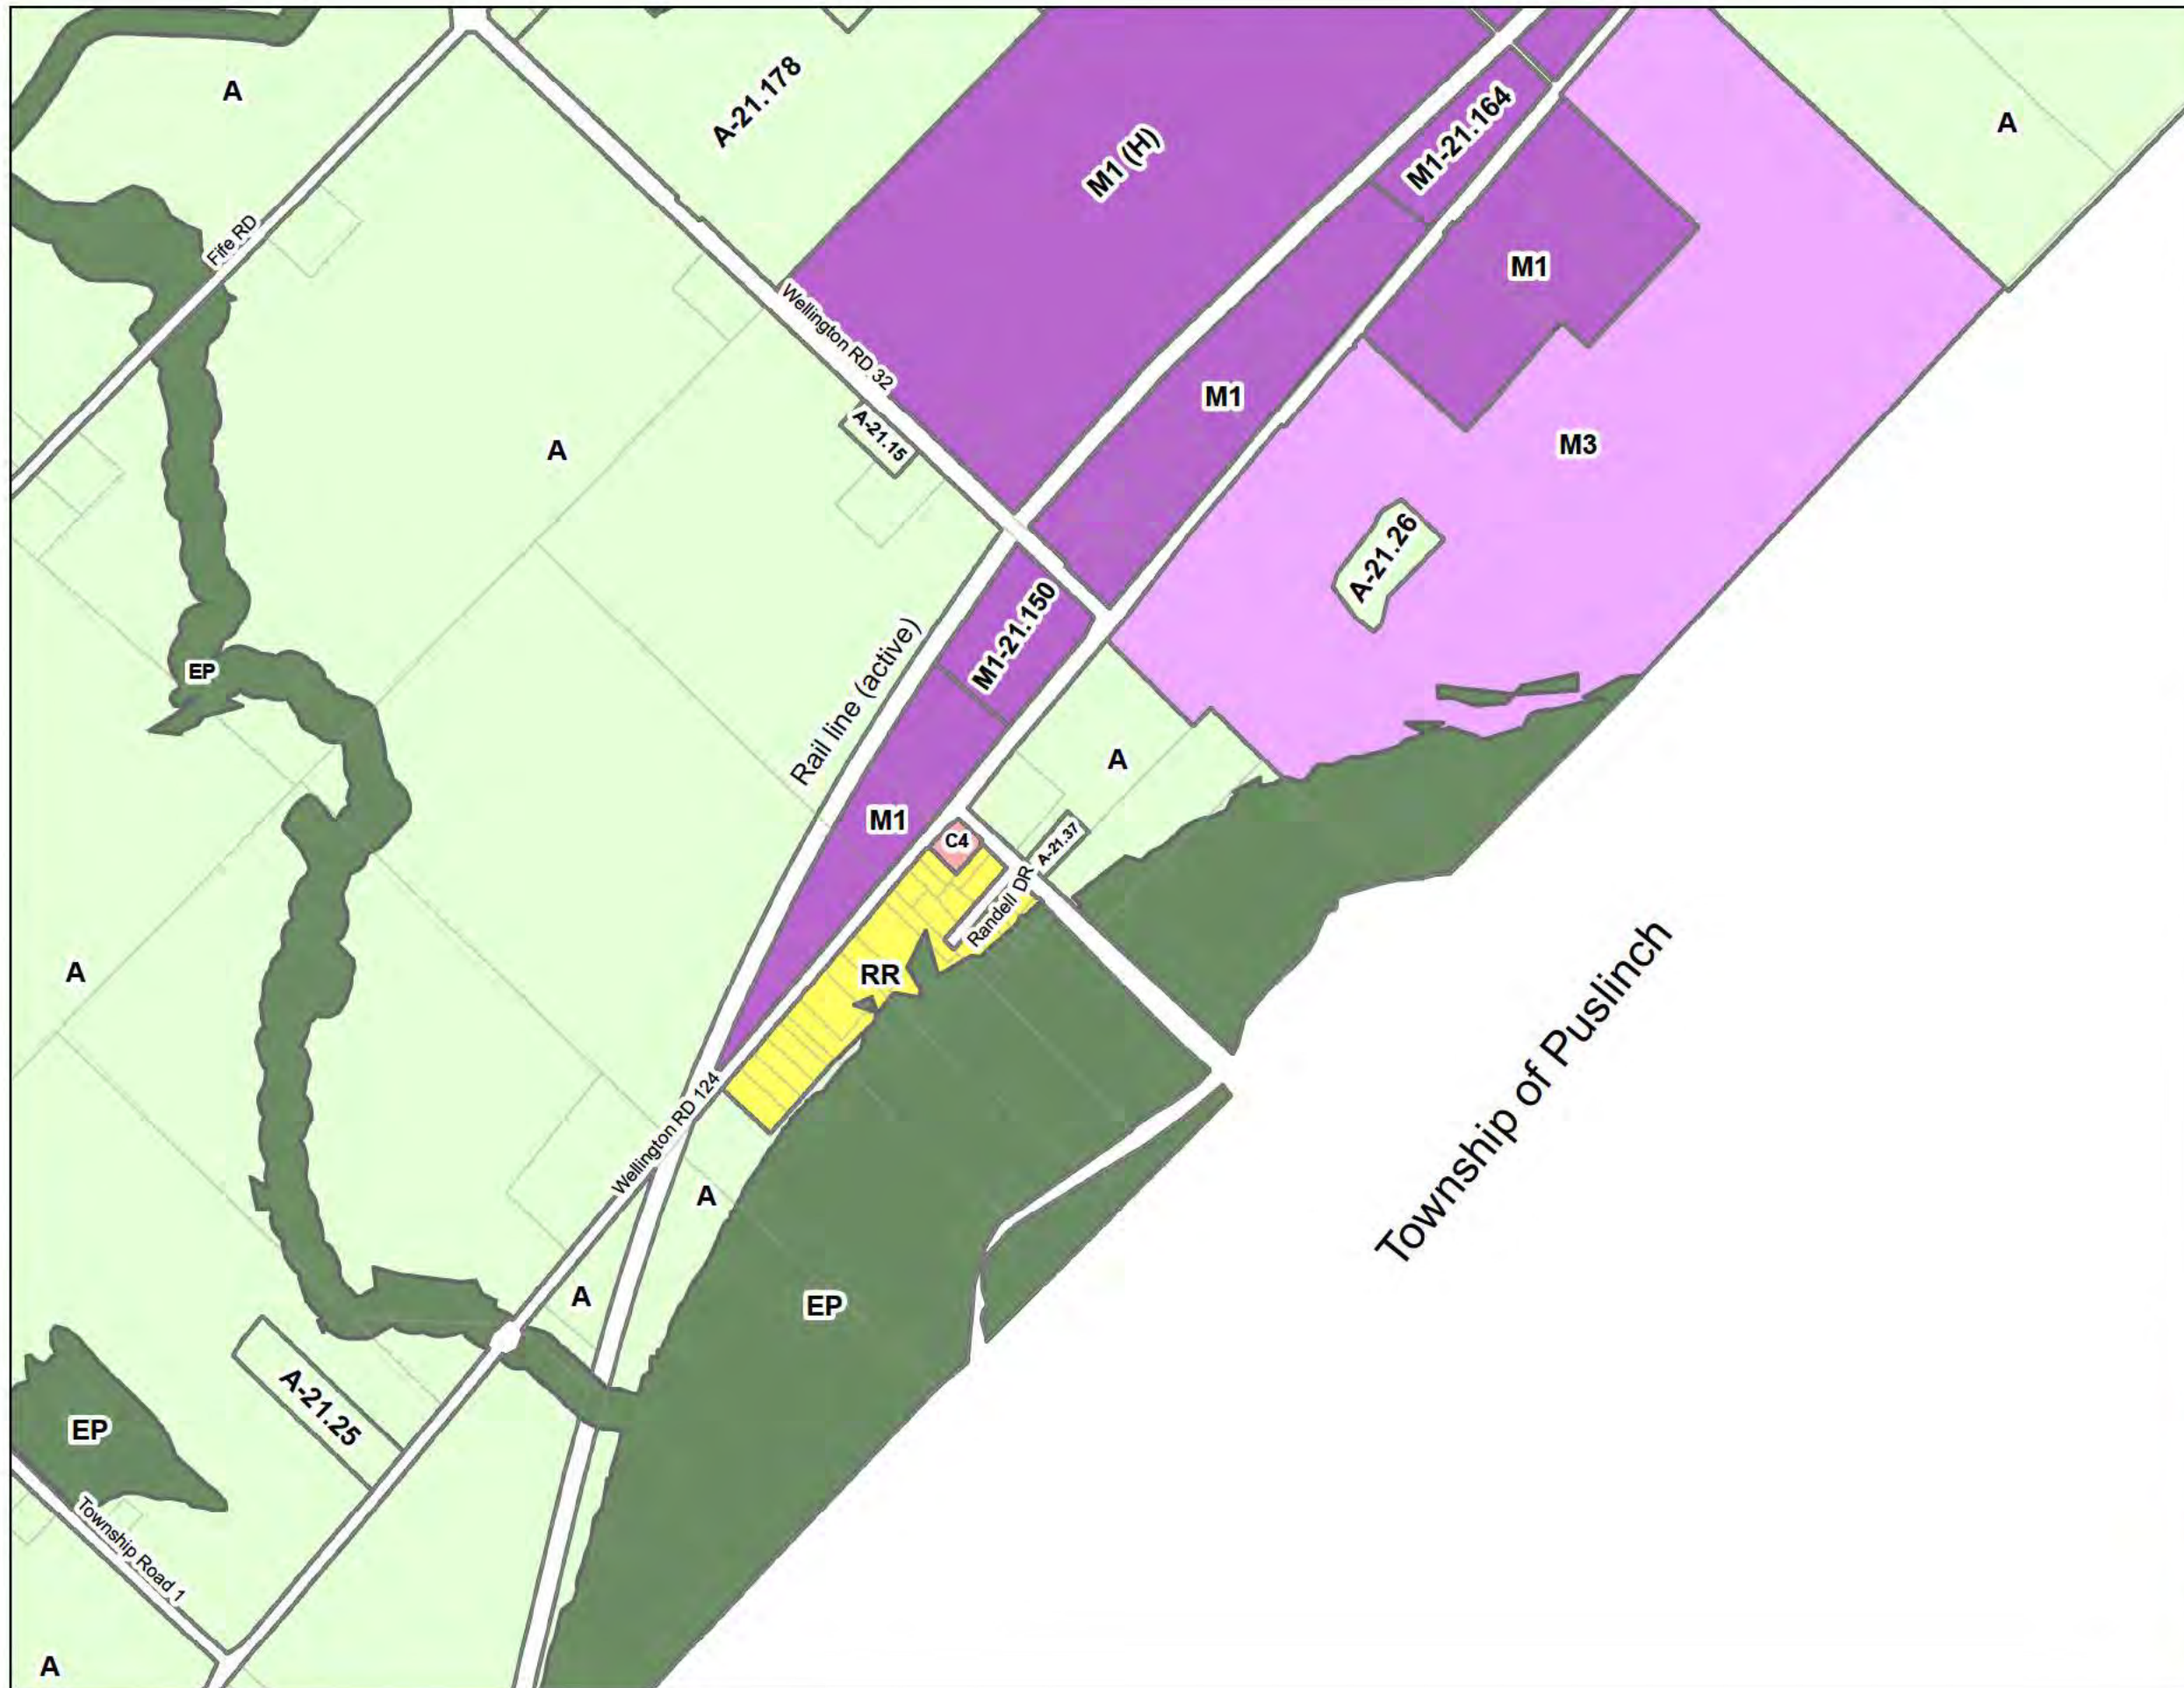 A
A-21.178
M1 (H)
M1-21.164
A
Fife RD
M1
Wellington RD 32
M1
A-21.15
A
M3
A-21.26
M1-21.150
EP
Rail line (active)
A
M1
C4
A-21.37
Randell DR
A
RR
Township of Puslinch
Wellington RD 124
A
A
EP
A-21.25
EP
Township Road 1
A